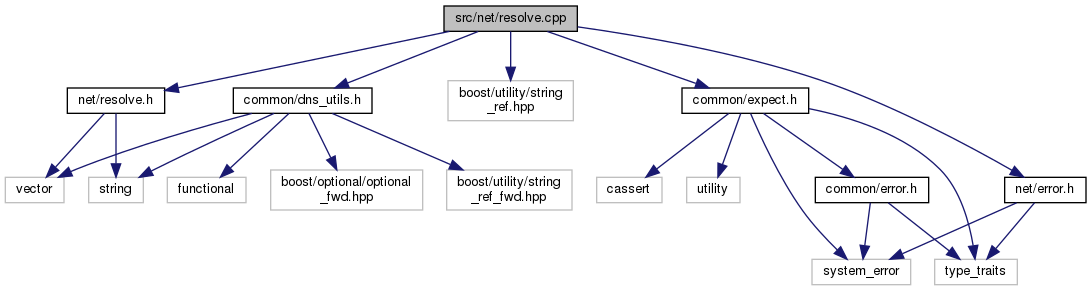 src/net/resolve.cpp
net/resolve.h
common/dns_utils.h
boost/utility/string
_ref.hpp
common/expect.h
vector
string
functional
boost/optional/optional
_fwd.hpp
boost/utility/string
_ref_fwd.hpp
cassert
utility
common/error.h
net/error.h
system_error
type_traits